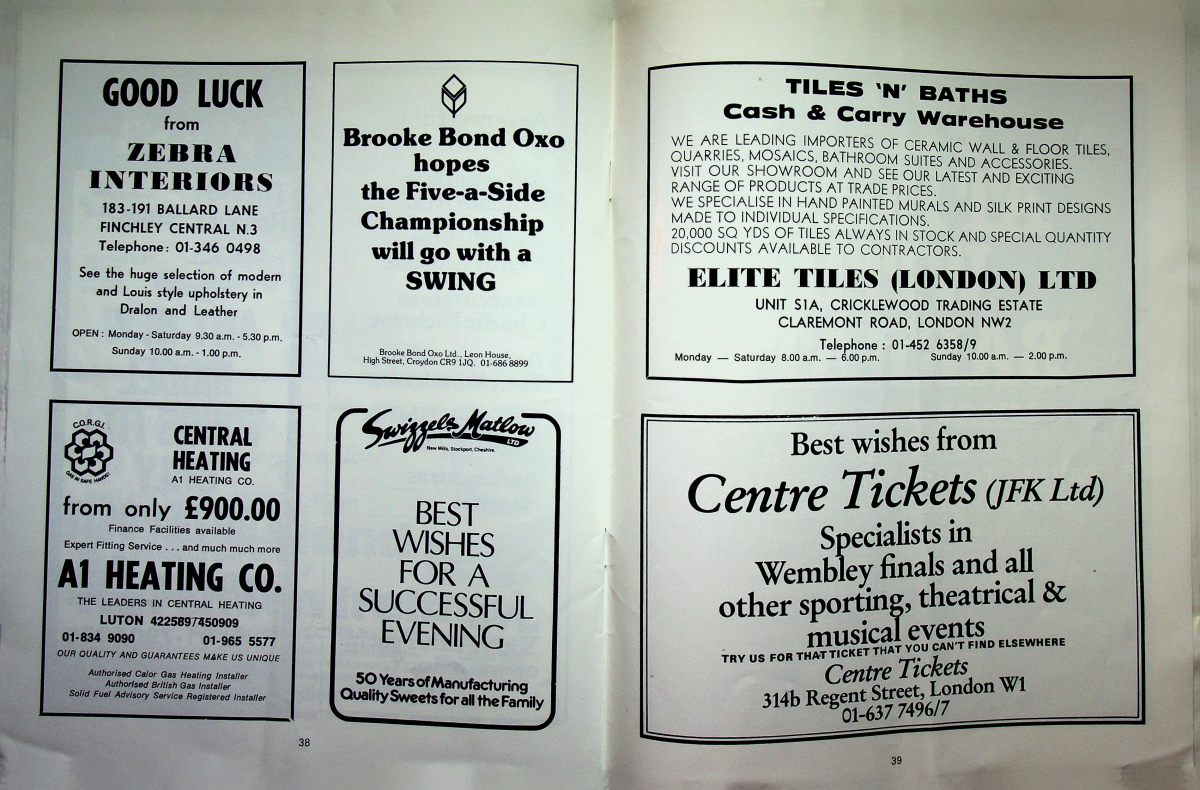 GOOD LUCK
from
ZEBRA
INTERIORS
183-191 BALLARD LANE
FINCHLEY CENTRAL N.3
Telephone: 01-346 0498
See the huge selection of modern
and Louis style upholstery in
Dralon and Leather
OPEN : Monday - Saturday 9.30 a.m. - 5.30 p.m.
Sunday 10.00 a.m. - 1.00 p.m.
Brooke Bond Oxo
hopes
the Five-a-Side
Championship
will go with a
SWING
Brooke Bond Oxo Ltd., Leon House,
High Street, Croydon CR9 1JQ. 01-686 8899
C.O.R.G.I.
GAS IN SAFE HANDS
CENTRAL
HEATING
A1 HEATING CO.
from only £900.00
Finance Facilities available
Expert Fitting Service . . . and much much more
A1 HEATING CO.
THE LEADERS IN CENTRAL HEATING
LUTON 422589/450909
01-834 9090 01-965 5577
OUR QUALITY AND GUARANTEES MAKE US UNIQUE
Authorised Calor Gas Heating Installer
Authorised British Gas Installer
Solid Fuel Advisory Service Registered Installer
Swizzels Matlow
LTD
New Mills, Stockport, Cheshire.
BEST
WISHES
FOR A
SUCCESSFUL
EVENING
50 Years of Manufacturing
Quality Sweets for all the Family
38
TILES 'N' BATHS
Cash & Carry Warehouse
WE ARE LEADING IMPORTERS OF CERAMIC WALL & FLOOR TILES,
QUARRIES, MOSAICS, BATHROOM SUITES AND ACCESSORIES.
VISIT OUR SHOWROOM AND SEE OUR LATEST AND EXCITING
RANGE OF PRODUCTS AT TRADE PRICES.
WE SPECIALISE IN HAND PAINTED MURALS AND SILK PRINT DESIGNS
MADE TO INDIVIDUAL SPECIFICATIONS.
20,000 SQ YDS OF TILES ALWAYS IN STOCK AND SPECIAL QUANTITY
DISCOUNTS AVAILABLE TO CONTRACTORS.
ELITE TILES (LONDON) LTD
UNIT S1A, CRICKLEWOOD TRADING ESTATE
CLAREMONT ROAD, LONDON NW2
Telephone : 01-452 6358/9
Monday — Saturday 8.00 a.m. — 6.00 p.m. Sunday 10.00 a.m. — 2.00 p.m.
Best wishes from
Centre Tickets (JFK Ltd)
Specialists in
Wembley finals and all
other sporting, theatrical &
musical events
TRY US FOR THAT TICKET THAT YOU CAN'T FIND ELSEWHERE
Centre Tickets
314b Regent Street, London W1
01-637 7496/7
39